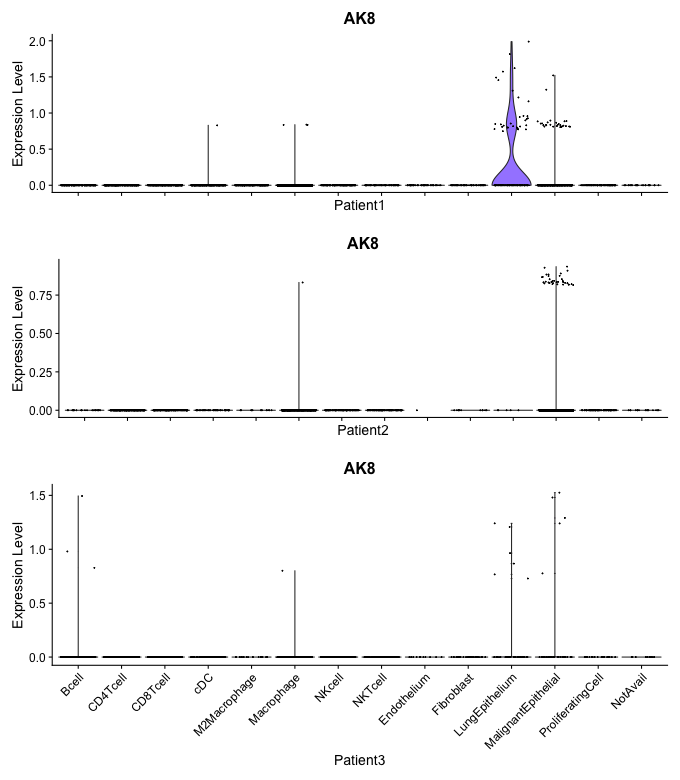 AK8
Expression Level
2.0
1.5
1.0
0.5
0.0
Patient1
AK8
Expression Level
0.75
0.50
0.25
0.00
Patient2
AK8
Expression Level
1.5
1.0
0.5
0.0
Bcell
CD4Tcell
CD8Tcell
cDC
M2Macrophage
Macrophage
NKcell
NKTcell
Endothelium
Fibroblast
LungEpithelium
MalignantEpithelial
ProliferatingCell
NotAvail
Patient3